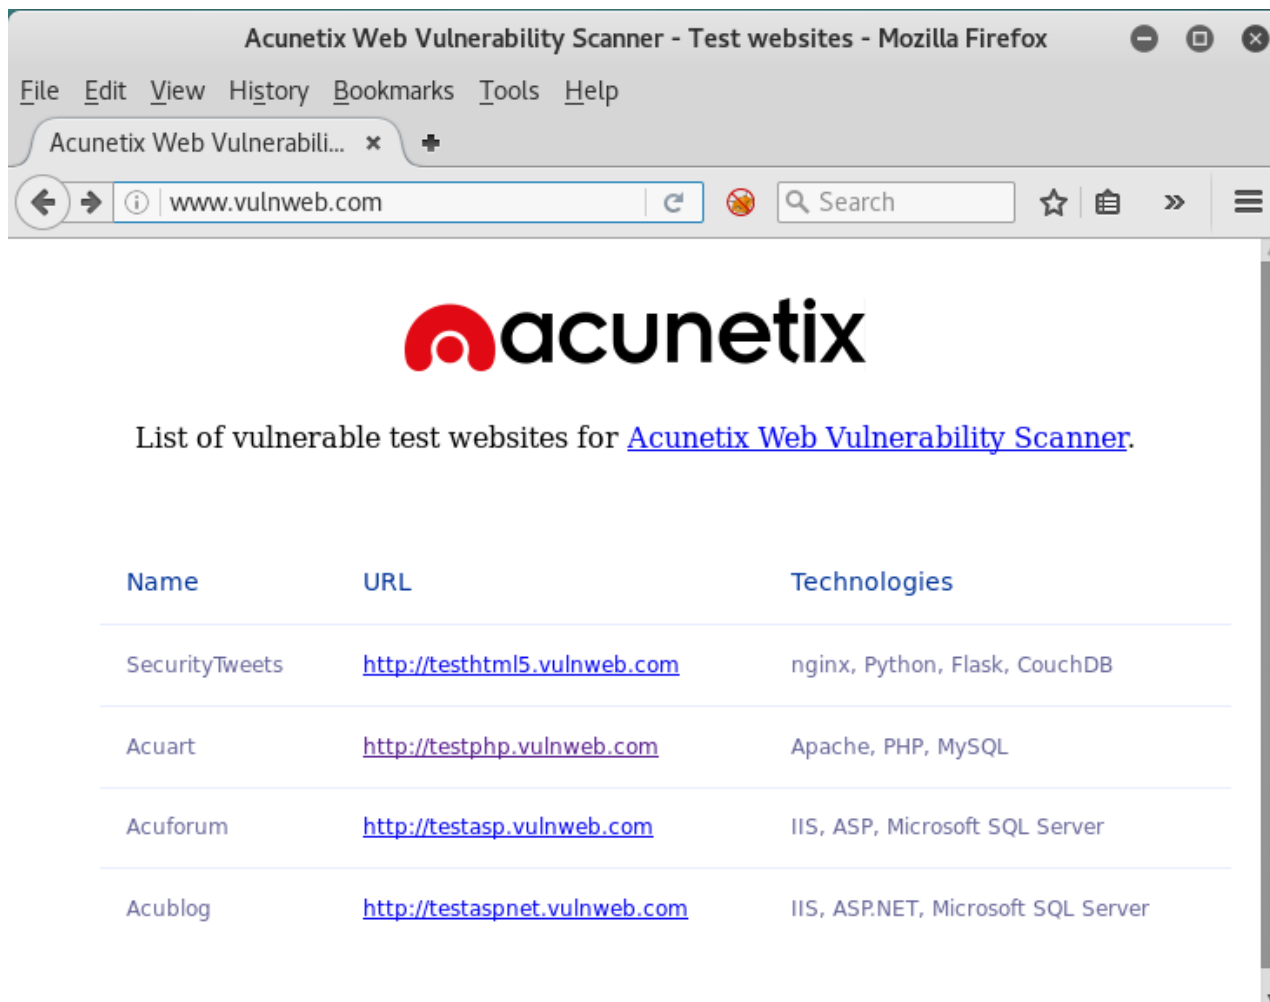 Acunetix Web Vulnerability Scanner - Test websites - Mozilla Firefox
File Edit View History Bookmarks Tools Help
Acunetix Web Vulnerabili...
www.vulnweb.com Search
acunetix
List of vulnerable test websites for Acunetix Web Vulnerability Scanner.
Name URL Technologies
SecurityTweets http://testhtml5.vulnweb.com nginx, Python, Flask, CouchDB
Acuart http://testphp.vulnweb.com Apache, PHP, MySQL
Acuforum http://testasp.vulnweb.com IIS, ASP, Microsoft SQL Server
Acublog http://testaspnet.vulnweb.com IIS, ASP.NET, Microsoft SQL Server